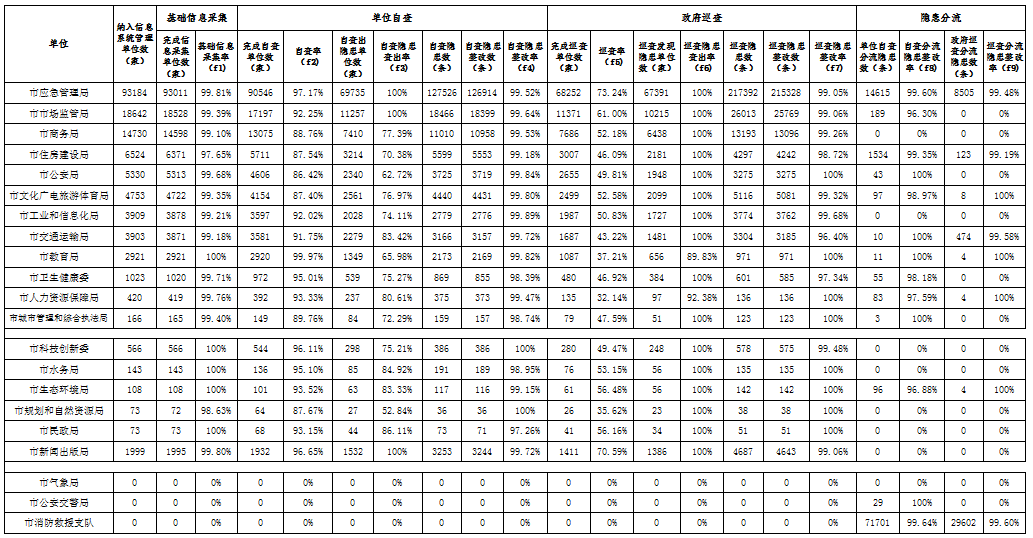 单位 纳入信息系统管理单位数（家） 基础信息采集 单位自查 政府巡查 隐患分流
完成信息采集单位数（家） 基础信息采集率（f1） 完成自查单位数（家） 自查率（f2） 自查出隐患单位数（家） 自查隐患查出率（f3） 自查隐患数（条） 自查隐患整改数（条） 自查隐患整改率（f4） 完成巡查单位数（家） 巡查率（f5） 巡查发现隐患单位数（家） 巡查隐患查出率（f6） 巡查隐患数（条） 巡查隐患整改数（条） 巡查隐患整改率（f7） 单位自查分流隐患数（条） 自查分流隐患整改率（f8） 政府巡查分流隐患数（条） 巡查分流隐患整改率（f9）
市应急管理局 93184 93011 99.81% 90546 97.17% 69735 100% 127526 126914 99.52% 68252 73.24% 67391 100% 217392 215328 99.05% 14615 99.60% 8505 99.48%
市市场监管局 18642 18528 99.39% 17197 92.25% 11257 100% 18466 18399 99.64% 11371 61.00% 10215 100% 26013 25769 99.06% 189 96.30% 0 0%
市商务局 14730 14598 99.10% 13075 88.76% 7410 77.39% 11010 10958 99.53% 7686 52.18% 6438 100% 13193 13096 99.26% 0 0% 0 0%
市住房建设局 6524 6371 97.65% 5711 87.54% 3214 70.38% 5599 5553 99.18% 3007 46.09% 2181 100% 4297 4242 98.72% 1534 99.35% 123 99.19%
市公安局 5330 5313 99.68% 4606 86.42% 2340 62.72% 3725 3719 99.84% 2655 49.81% 1948 100% 3275 3275 100% 43 100% 0 0%
市文化广电旅游体育局 4753 4722 99.35% 4154 87.40% 2561 76.97% 4440 4431 99.80% 2499 52.58% 2099 100% 5116 5081 99.32% 97 98.97% 8 100%
市工业和信息化局 3909 3878 99.21% 3597 92.02% 2028 74.11% 2779 2776 99.89% 1987 50.83% 1727 100% 3774 3762 99.68% 0 0% 0 0%
市交通运输局 3903 3871 99.18% 3581 91.75% 2279 83.42% 3166 3157 99.72% 1687 43.22% 1481 100% 3304 3185 96.40% 10 100% 474 99.58%
市教育局 2921 2921 100% 2920 99.97% 1349 65.98% 2173 2169 99.82% 1087 37.21% 656 89.83% 971 971 100% 11 100% 4 100%
市卫生健康委 1023 1020 99.71% 972 95.01% 539 75.27% 869 855 98.39% 480 46.92% 384 100% 601 585 97.34% 55 98.18% 0 0%
市人力资源保障局 420 419 99.76% 392 93.33% 237 80.61% 375 373 99.47% 135 32.14% 97 92.38% 136 136 100% 83 97.59% 4 100%
市城市管理和综合执法局 166 165 99.40% 149 89.76% 84 72.29% 159 157 98.74% 79 47.59% 51 100% 123 123 100% 3 100% 0 0%
市科技创新委 566 566 100% 544 96.11% 298 75.21% 386 386 100% 280 49.47% 248 100% 578 575 99.48% 0 0% 0 0%
市水务局 143 143 100% 136 95.10% 85 84.92% 191 189 98.95% 76 53.15% 56 100% 135 135 100% 0 0% 0 0%
市生态环境局 108 108 100% 101 93.52% 63 83.33% 117 116 99.15% 61 56.48% 56 100% 142 142 100% 96 96.88% 4 100%
市规划和自然资源局 73 72 98.63% 64 87.67% 27 52.84% 36 36 100% 26 35.62% 23 100% 38 38 100% 0 0% 0 0%
市民政局 73 73 100% 68 93.15% 44 86.11% 73 71 97.26% 41 56.16% 34 100% 51 51 100% 0 0% 0 0%
市新闻出版局 1999 1995 99.80% 1932 96.65% 1532 100% 3253 3244 99.72% 1411 70.59% 1386 100% 4687 4643 99.06% 0 0% 0 0%
市气象局 0 0 0% 0 0% 0 0% 0 0 0% 0 0% 0 0% 0 0 0% 0 0% 0 0%
市公安交警局 0 0 0% 0 0% 0 0% 0 0 0% 0 0% 0 0% 0 0 0% 29 100% 0 0%
市消防救援支队 0 0 0% 0 0% 0 0% 0 0 0% 0 0% 0 0% 0 0 0% 71701 99.64% 29602 99.60%